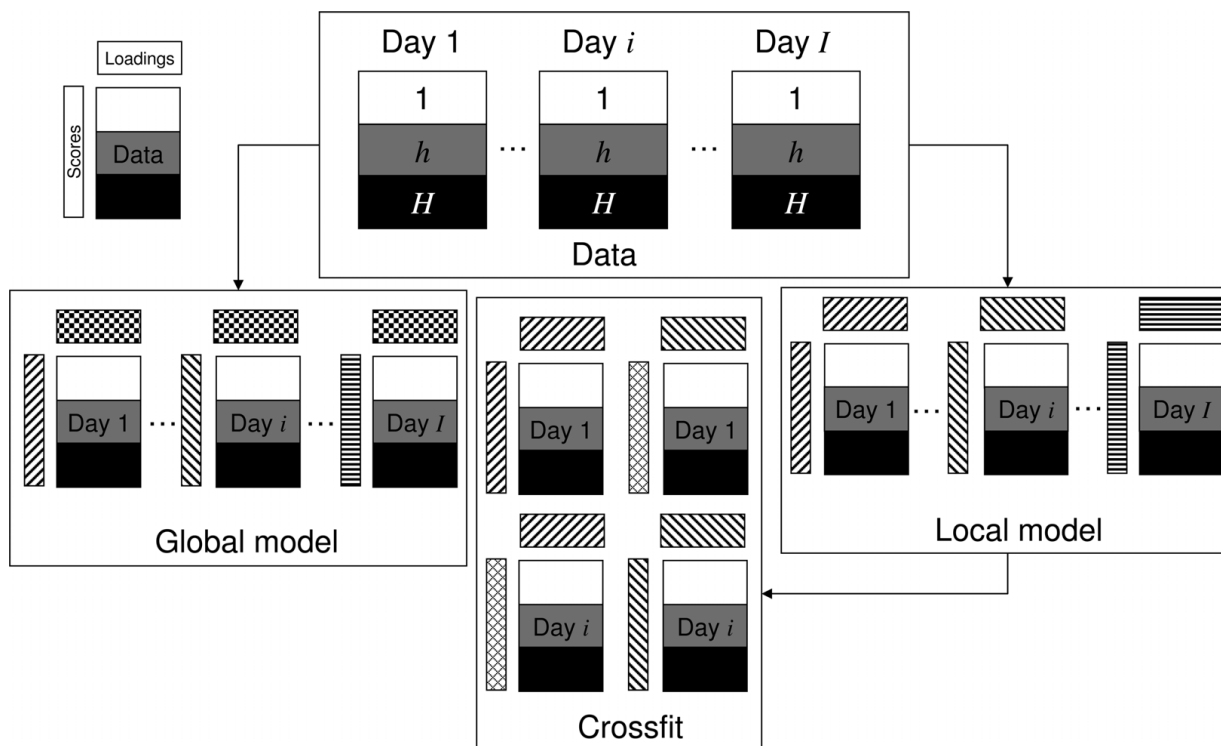 Loadings
Scores
Data
Day 1 Day i Day I
1 1 1
... ...
h h h
H H H
Data
Day 1 ... Day i ... Day I
Global model
Day 1 Day 1
Day i Day i
Crossfit
Day 1 ... Day i ... Day I
Local model